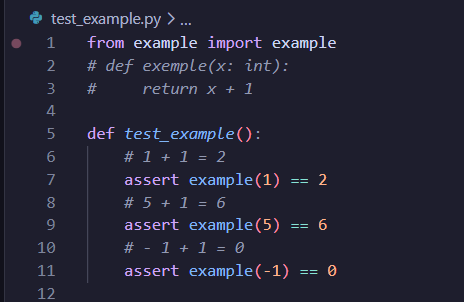 test_example.py > ...
1 from example import example
2 # def exemple(x: int):
3 #     return x + 1
4
5 def test_example():
6     # 1 + 1 = 2
7     assert example(1) == 2
8     # 5 + 1 = 6
9     assert example(5) == 6
10     # - 1 + 1 = 0
11     assert example(-1) == 0
12